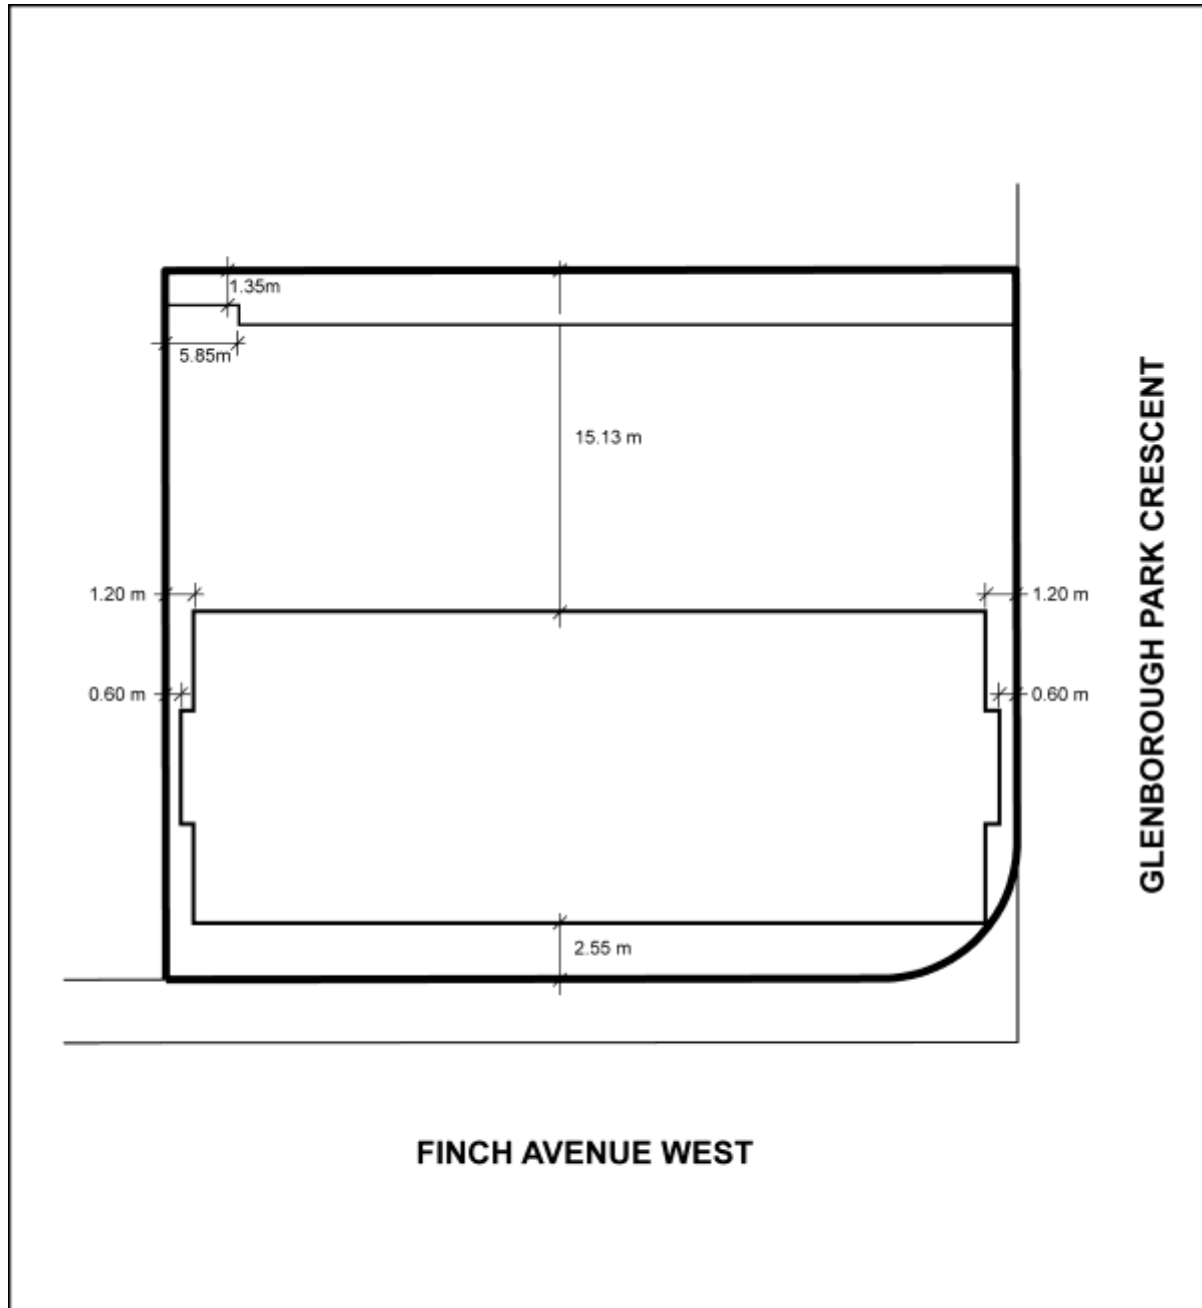 1.35m
5.85m
15.13 m
1.20 m
1.20 m
0.60 m
0.60 m
2.55 m
GLENBOROUGH PARK CRESCENT
FINCH AVENUE WEST